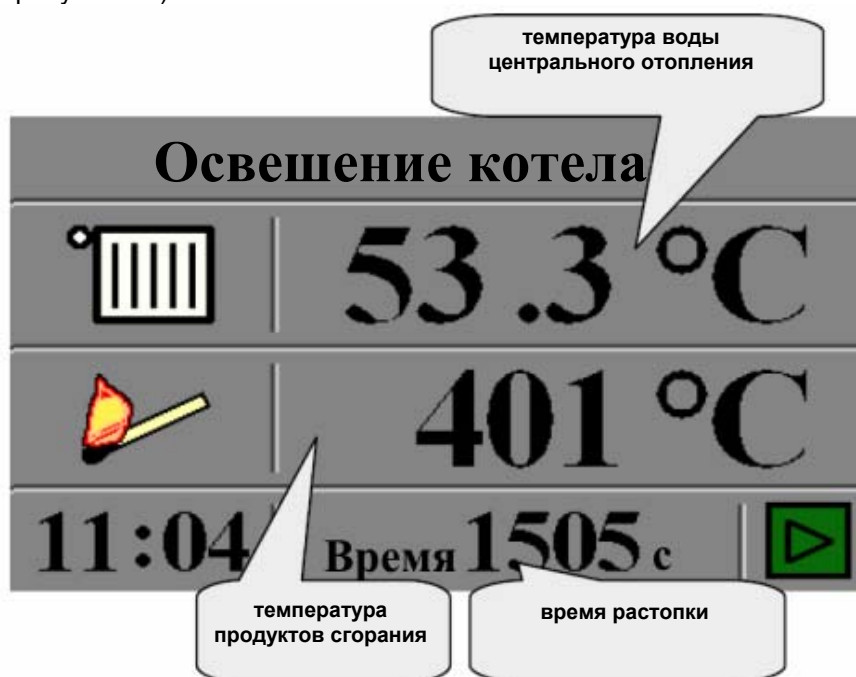 температура воды
центрального отопления
Освешение котела
53 .3 °C
401 °C
11:04 Время 1505 с
температура
продуктов сгорания
время растопки